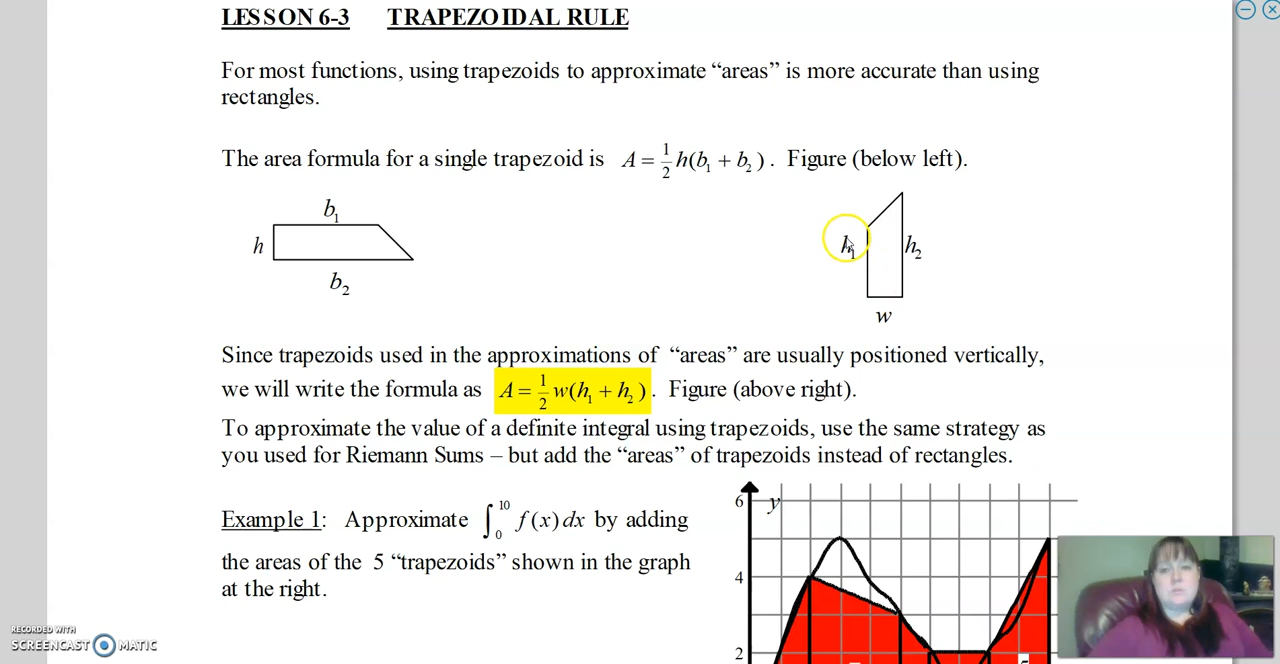 LESSON 6-3 TRAPEZOIDAL RULE
For most functions, using trapezoids to approximate “areas” is more accurate than using
rectangles.
The area formula for a single trapezoid is A = 1/2 h(b₁ + b₂). Figure (below left).
b₁
h
b₂
h₁
h₂
w
Since trapezoids used in the approximations of “areas” are usually positioned vertically,
we will write the formula as A = 1/2 w(h₁ + h₂). Figure (above right).
To approximate the value of a definite integral using trapezoids, use the same strategy as
you used for Riemann Sums – but add the “areas” of trapezoids instead of rectangles.
Example 1: Approximate ∫₀¹⁰ f(x) dx by adding
the areas of the 5 “trapezoids” shown in the graph
at the right.
6
y
4
2
RECORDED WITH
SCREENCAST MATIC